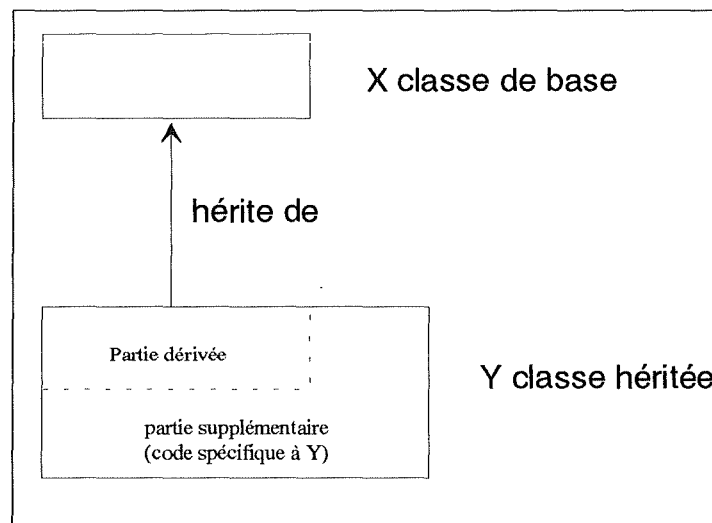 X classe de base
hérite de
Partie dérivée
Y classe héritée
partie supplémentaire
(code spécifique à Y)